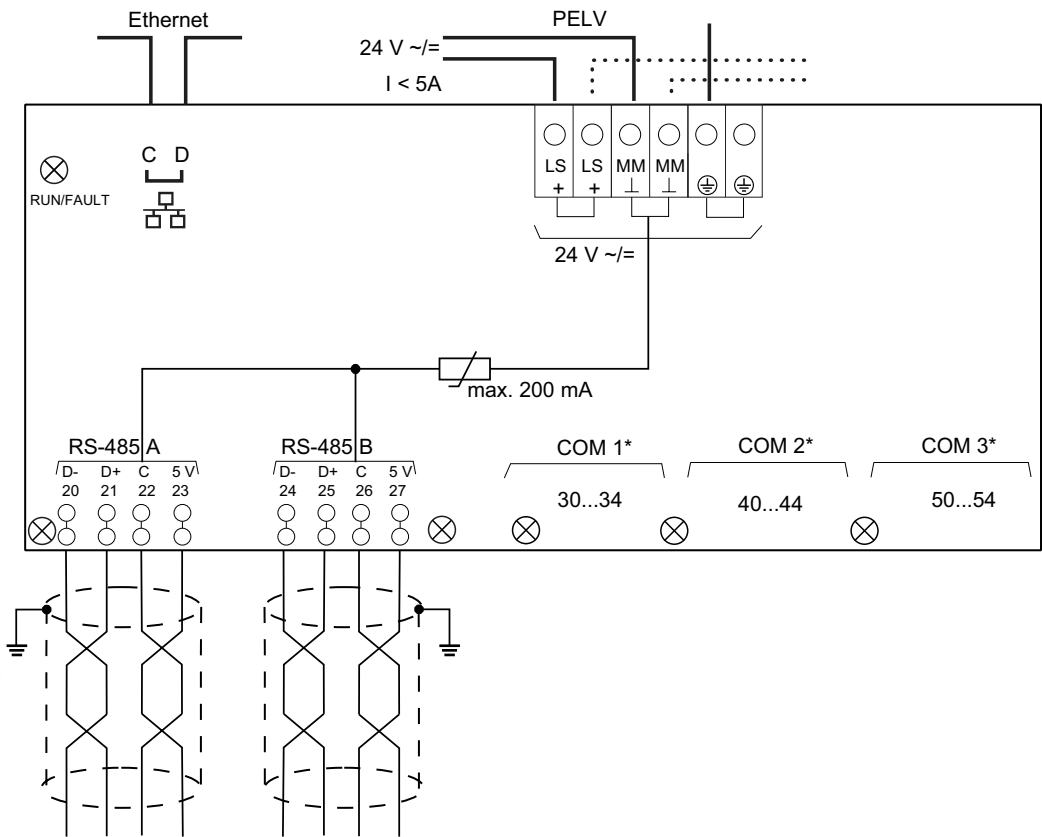 Ethernet
PELV
24 V ~/=
I < 5A
C D
RUN/FAULT
LS LS MM MM
+ + ⊥ ⊥
24 V ~/=
max. 200 mA
RS-485 A
D- D+ C 5 V
20 21 22 23
RS-485 B
D- D+ C 5 V
24 25 26 27
COM 1*
30...34
COM 2*
40...44
COM 3*
50...54